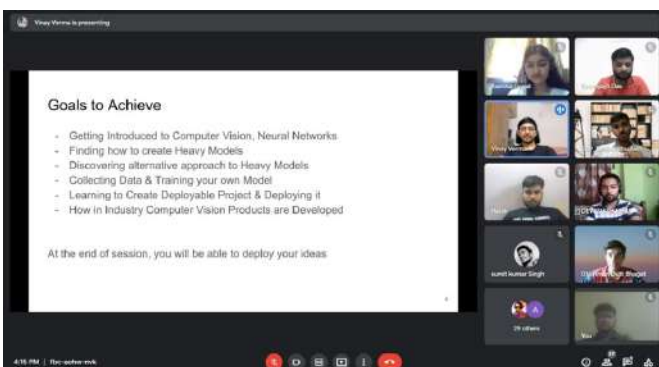 Vinay Verma is presenting
Goals to Achieve
- Getting Introduced to Computer Vision, Neural Networks
- Finding how to create Heavy Models
- Discovering alternative approach to Heavy Models
- Collecting Data & Training your own Model
- Learning to Create Deployable Project & Deploying it
- How in Industry Computer Vision Products are Developed
At the end of session, you will be able to deploy your ideas
Vinay Verma
sumit kumar Singh
A
29 others
You
4:16 PM